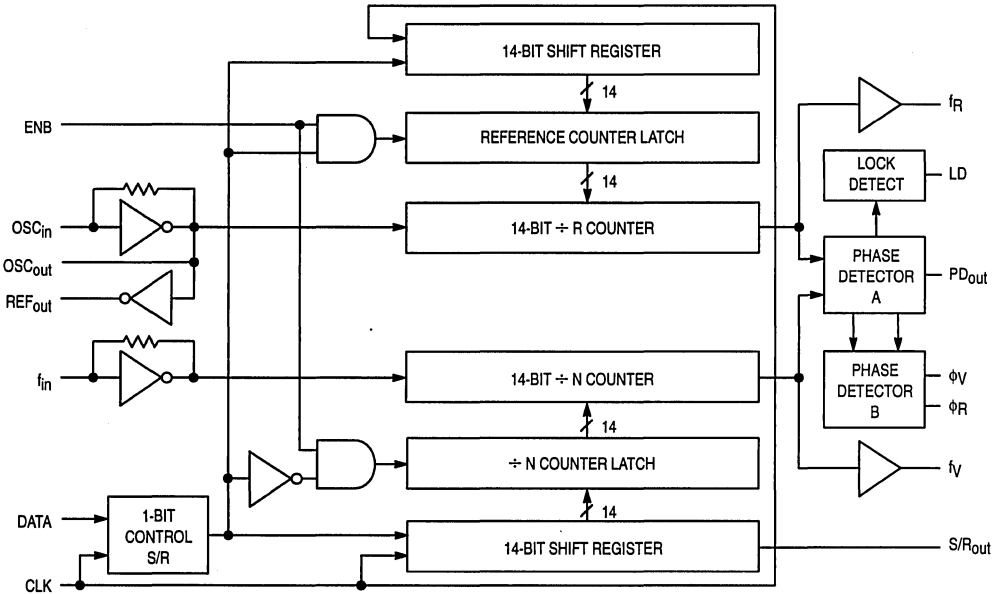 14-BIT SHIFT REGISTER
14
ENB
REFERENCE COUNTER LATCH
fR
14
LOCK
DETECT
LD
OSCin
14-BIT ÷ R COUNTER
OSCout
PHASE
DETECTOR
A
PDout
REFout
fin
14-BIT ÷ N COUNTER
PHASE
DETECTOR
B
ϕV
ϕR
14
÷ N COUNTER LATCH
fV
14
DATA
1-BIT
CONTROL
S/R
14-BIT SHIFT REGISTER
S/Rout
CLK